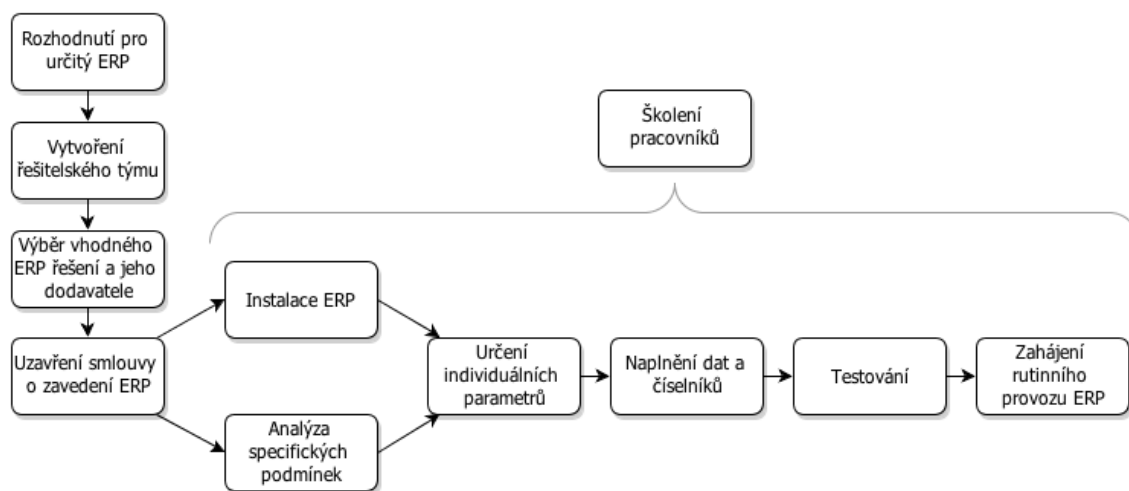 Rozhodnutí pro
určitý ERP
Vytvoření
řešitelského týmu
Výběr vhodného
ERP řešení a jeho
dodavatele
Uzavření smlouvy
o zavedení ERP
Školení
pracovníků
Instalace ERP
Analýza
specifických
podmínek
Určení
individuálních
parametrů
Naplnění dat a
číselníků
Testování
Zahájení
rutinního
provozu ERP